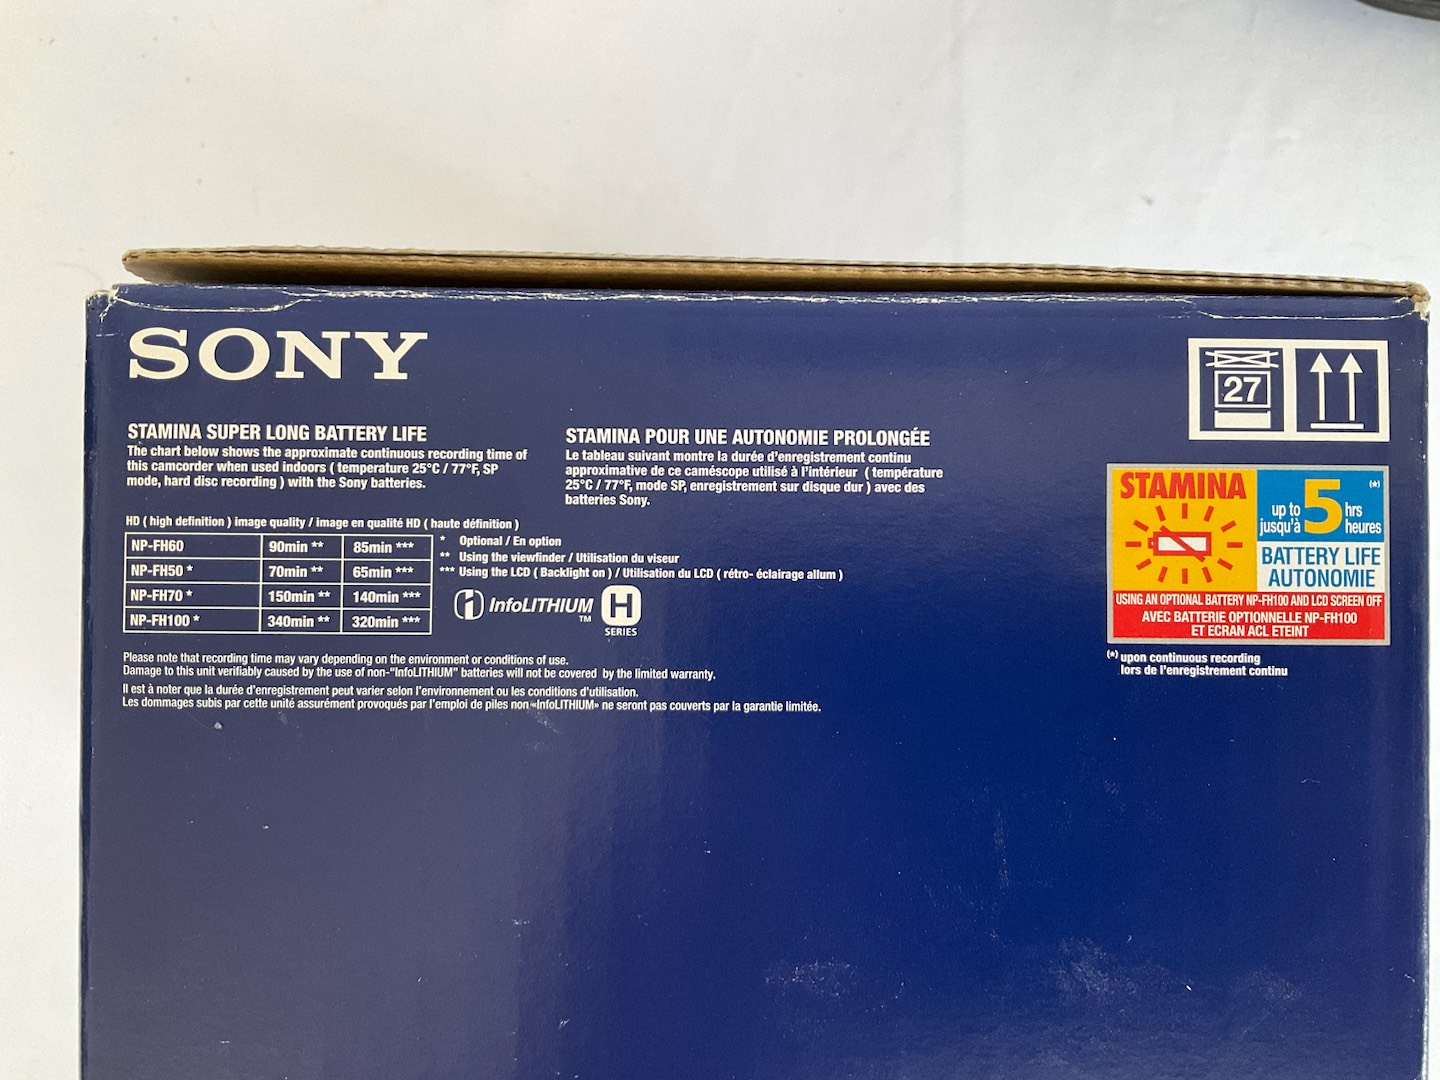 SONY
27
STAMINA SUPER LONG BATTERY LIFE
The chart below shows the approximate continuous recording time of
this camcorder when used indoors ( temperature 25°C / 77°F, SP
mode, hard disc recording ) with the Sony batteries.
STAMINA POUR UNE AUTONOMIE PROLONGÉE
Le tableau suivant montre la durée d'enregistrement continu
approximative de ce caméscope utilisé à l'intérieur ( température
25°C / 77°F, mode SP, enregistrement sur disque dur ) avec des
batteries Sony.
HD ( high definition ) image quality / image en qualité HD ( haute définition )
NP-FH60 90min ** 85min ***
NP-FH50 * 70min ** 65min ***
NP-FH70 * 150min ** 140min ***
NP-FH100 * 340min ** 320min ***
* Optional / En option
** Using the viewfinder / Utilisation du viseur
*** Using the LCD ( Backlight on ) / Utilisation du LCD ( rétro- éclairage allum )
InfoLITHIUM TM H
SERIES
Please note that recording time may vary depending on the environment or conditions of use.
Damage to this unit verifiably caused by the use of non-"InfoLITHIUM" batteries will not be covered by the limited warranty.
Il est à noter que la durée d'enregistrement peut varier selon l'environnement ou les conditions d'utilisation.
Les dommages subis par cette unité assurément provoqués par l'emploi de piles non «InfoLITHIUM» ne seront pas couverts par la garantie limitée.
STAMINA
up to 5 hrs (*)
jusqu'à heures
BATTERY LIFE
AUTONOMIE
USING AN OPTIONAL BATTERY NP-FH100 AND LCD SCREEN OFF
AVEC BATTERIE OPTIONNELLE NP-FH100
ET ECRAN ACL ETEINT
(*) upon continuous recording
lors de l'enregistrement continu